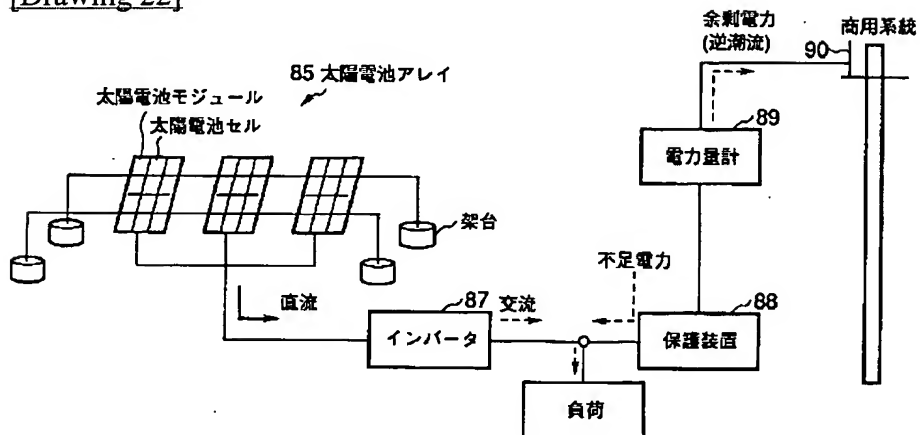 [Drawing 22]
余剰電力
(逆潮流)
商用系統
90
85 太陽電池アレイ
太陽電池モジュール
太陽電池セル
89
電力量計
架台
不足電力
直流
87
交流
88
インバータ
保護装置
負荷